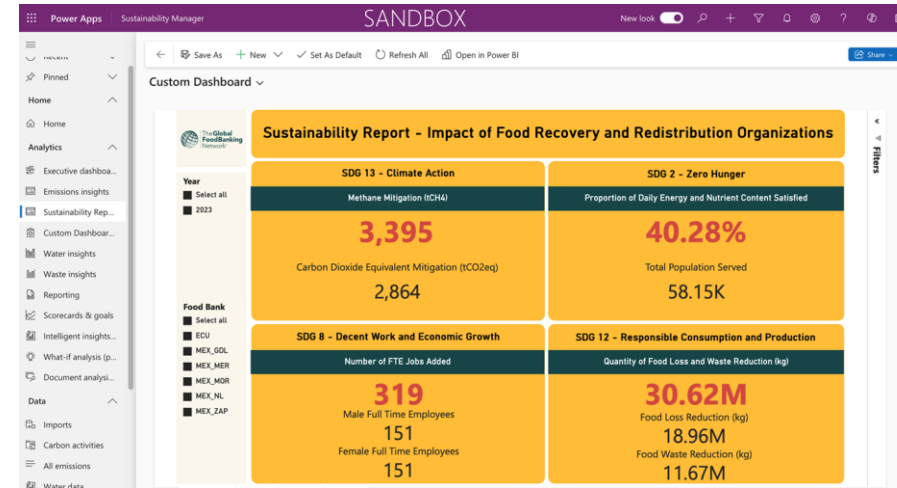 Power Apps
Sustainability Manager
SANDBOX
New look
Save As
New
Set As Default
Refresh All
Open in Power BI
Share
Custom Dashboard
Recent
Pinned
Home
Home
Analytics
Executive dashboa...
Emissions insights
Sustainability Rep...
Custom Dashboar...
Water insights
Waste insights
Reporting
Scorecards & goals
Intelligent insights...
What-if analysis (p...
Document analysi...
Data
Imports
Carbon activities
All emissions
Water data
The Global
FoodBanking
Network
Year
Select all
2023
Food Bank
Select all
ECU
MEX_GDL
MEX_MER
MEX_MOR
MEX_NL
MEX_ZAP
Sustainability Report - Impact of Food Recovery and Redistribution Organizations
SDG 13 - Climate Action
Methane Mitigation (tCH4)
3,395
Carbon Dioxide Equivalent Mitigation (tCO2eq)
2,864
SDG 2 - Zero Hunger
Proportion of Daily Energy and Nutrient Content Satisfied
40.28%
Total Population Served
58.15K
SDG 8 - Decent Work and Economic Growth
Number of FTE Jobs Added
319
Male Full Time Employees
151
Female Full Time Employees
151
SDG 12 - Responsible Consumption and Production
Quantity of Food Loss and Waste Reduction (kg)
30.62M
Food Loss Reduction (kg)
18.96M
Food Waste Reduction (kg)
11.67M
Filters